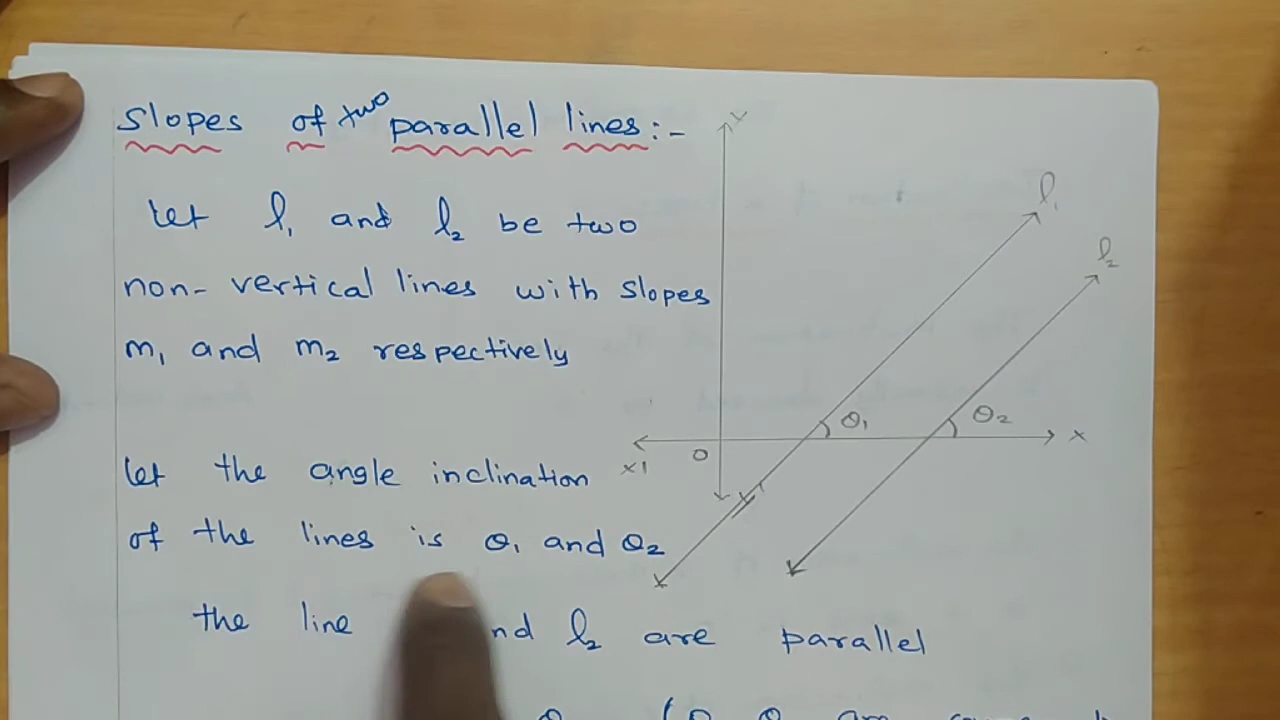 Slopes of two parallel lines:-
Let l₁ and l₂ be two
non-vertical lines with slopes
m₁ and m₂ respectively
Let the angle inclination
of the lines is θ₁ and θ₂
the line nd l₂ are parallel
Y
l₁
l₂
θ₁
θ₂
X
O
X1